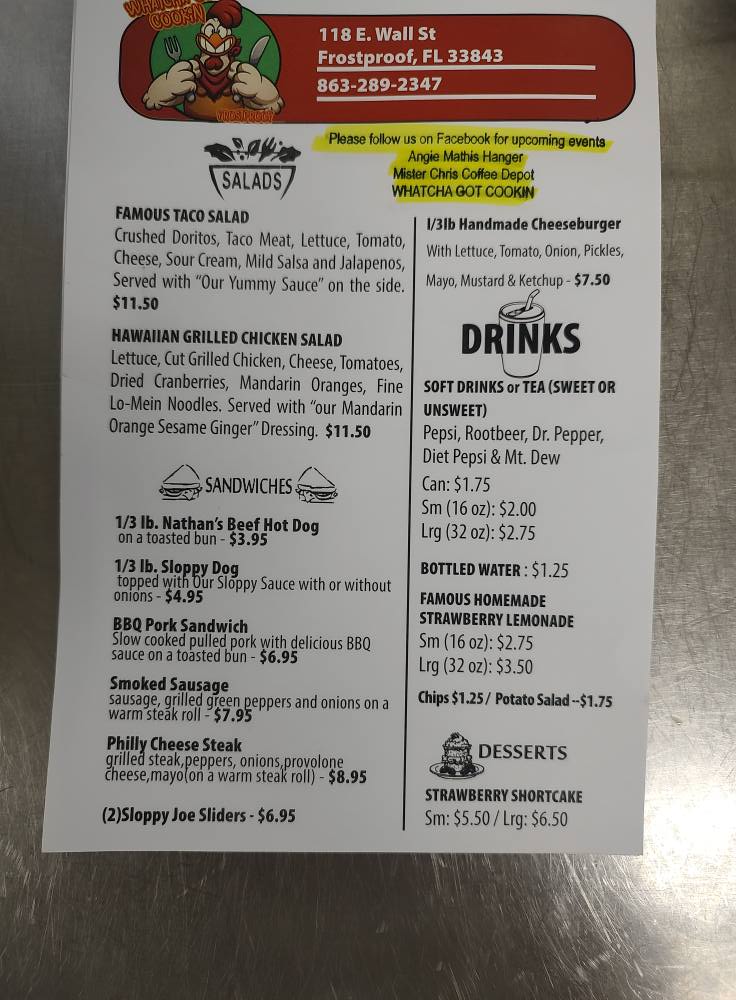 WHATCHA
COOKIN
118 E. Wall St
Frostproof, FL 33843
863-289-2347
Please follow us on Facebook for upcoming events
Angie Mathis Hanger
Mister Chris Coffee Depot
WHATCHA GOT COOKIN
SALADS
FAMOUS TACO SALAD
Crushed Doritos, Taco Meat, Lettuce, Tomato,
Cheese, Sour Cream, Mild Salsa and Jalapenos,
Served with “Our Yummy Sauce” on the side.
$11.50
HAWAIIAN GRILLED CHICKEN SALAD
Lettuce, Cut Grilled Chicken, Cheese, Tomatoes,
Dried Cranberries, Mandarin Oranges, Fine
Lo-Mein Noodles. Served with “our Mandarin
Orange Sesame Ginger” Dressing. $11.50
SANDWICHES
1/3 lb. Nathan's Beef Hot Dog
on a toasted bun - $3.95
1/3 lb. Sloppy Dog
topped with Our Sloppy Sauce with or without
onions - $4.95
BBQ Pork Sandwich
Slow cooked pulled pork with delicious BBQ
sauce on a toasted bun - $6.95
Smoked Sausage
sausage, grilled green peppers and onions on a
warm steak roll - $7.95
Philly Cheese Steak
grilled steak,peppers, onions,provolone
cheese,mayo(on a warm steak roll) - $8.95
(2)Sloppy Joe Sliders - $6.95
1/3lb Handmade Cheeseburger
With Lettuce, Tomato, Onion, Pickles,
Mayo, Mustard & Ketchup - $7.50
DRINKS
SOFT DRINKS or TEA (SWEET OR
UNSWEET)
Pepsi, Rootbeer, Dr. Pepper,
Diet Pepsi & Mt. Dew
Can: $1.75
Sm (16 oz): $2.00
Lrg (32 oz): $2.75
BOTTLED WATER : $1.25
FAMOUS HOMEMADE
STRAWBERRY LEMONADE
Sm (16 oz): $2.75
Lrg (32 oz): $3.50
Chips $1.25 / Potato Salad --$1.75
DESSERTS
STRAWBERRY SHORTCAKE
Sm: $5.50 / Lrg: $6.50